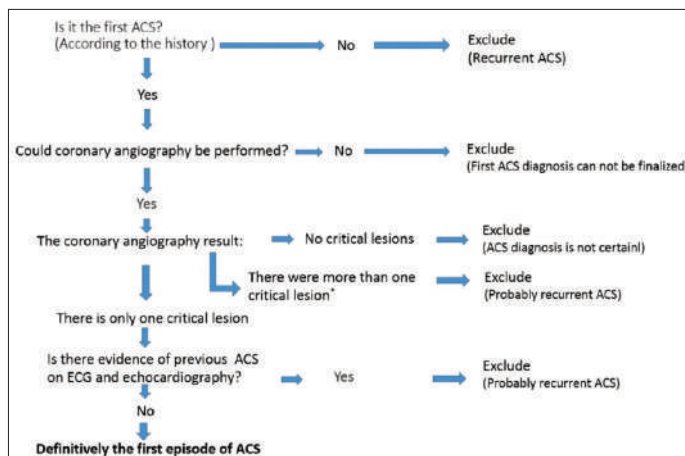 Is it the first ACS?
(According to the history )
No
Exclude
(Recurrent ACS)
Yes
Could coronary angiography be performed?
No
Exclude
(First ACS diagnosis can not be finalized
Yes
The coronary angiography result:
No critical lesions
Exclude
(ACS diagnosis is not certainl)
There were more than one
critical lesion*
Exclude
(Probably recurrent ACS)
There is only one critical lesion
Is there evidence of previous ACS
on ECG and echocardiography?
Yes
Exclude
(Probably recurrent ACS)
No
Definitively the first episode of ACS